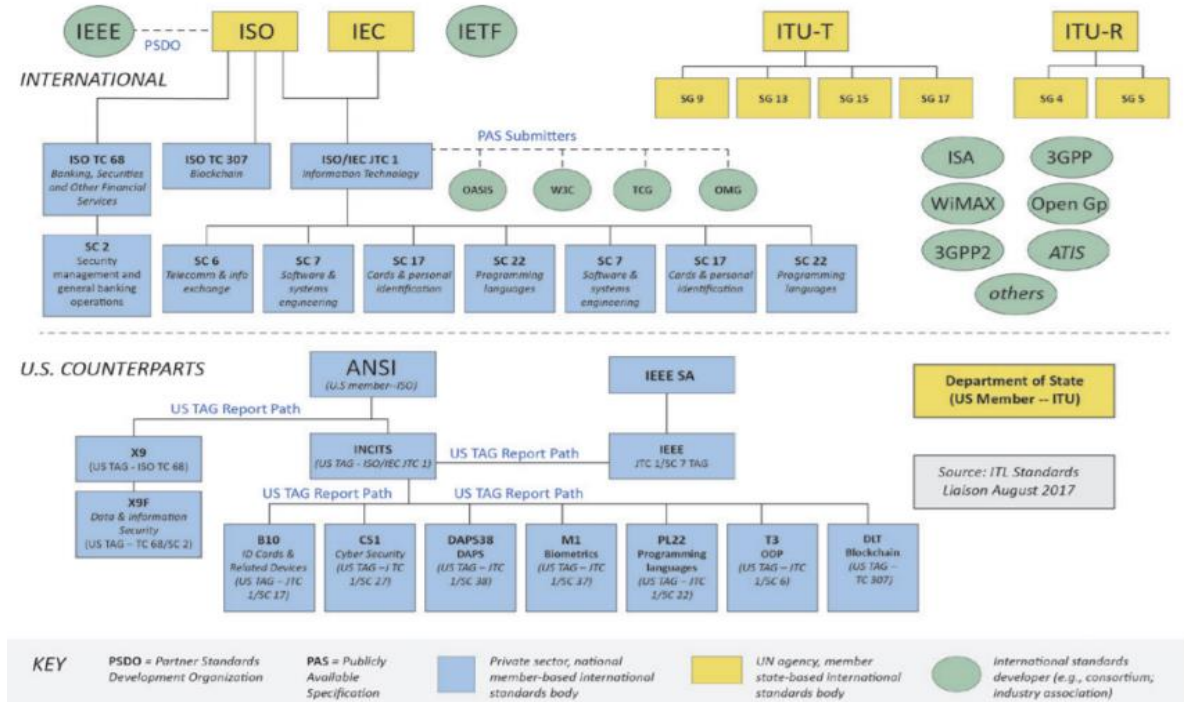 IEEE
PSDO
ISO
IEC
IETF
ITU-T
ITU-R
INTERNATIONAL
SG 9
SG 13
SG 15
SG 17
SG 4
SG 5
PAS Submitters
ISO TC 68
Banking, Securities
and Other Financial
Services
ISO TC 307
Blockchain
ISO/IEC JTC 1
Information Technology
OASIS
W3C
TCG
OMG
ISA
3GPP
WiMAX
Open Gp
3GPP2
ATIS
others
SC 2
Security
management and
general banking
operations
SC 6
Telecomm & info
exchange
SC 7
Software &
systems
engineering
SC 17
Cards & personal
identification
SC 22
Programming
languages
SC 7
Software &
systems
engineering
SC 17
Cards & personal
identification
SC 22
Programming
languages
U.S. COUNTERPARTS
ANSI
(U.S member--ISO)
IEEE SA
Department of State
(US Member -- ITU)
US TAG Report Path
X9
(US TAG - ISO TC 68)
INCITS
(US TAG - ISO/IEC JTC 1)
US TAG Report Path
IEEE
JTC 1/SC 7 TAG
Source: ITL Standards
Liaison August 2017
X9F
Data & information
Security
(US TAG – TC 68/SC 2)
US TAG Report Path
US TAG Report Path
B10
ID Cards &
Related Devices
(US TAG – JTC
1/SC 17)
CS1
Cyber Security
(US TAG – J TC
1/SC 27)
DAPS38
DAPS
(US TAG – JTC
1/SC 38)
M1
Biometrics
(US TAG – JTC
1/SC 37)
PL22
Programming
languages
(US TAG – JTC
1/SC 22)
T3
ODP
(US TAG – JTC
1/SC 6)
DLT
Blockchain
(US TAG –
TC 307)
KEY
PSDO = Partner Standards
Development Organization
PAS = Publicly
Available
Specification
Private sector, national
member-based international
standards body
UN agency, member
state-based international
standards body
International standards
developer (e.g., consortium;
industry association)